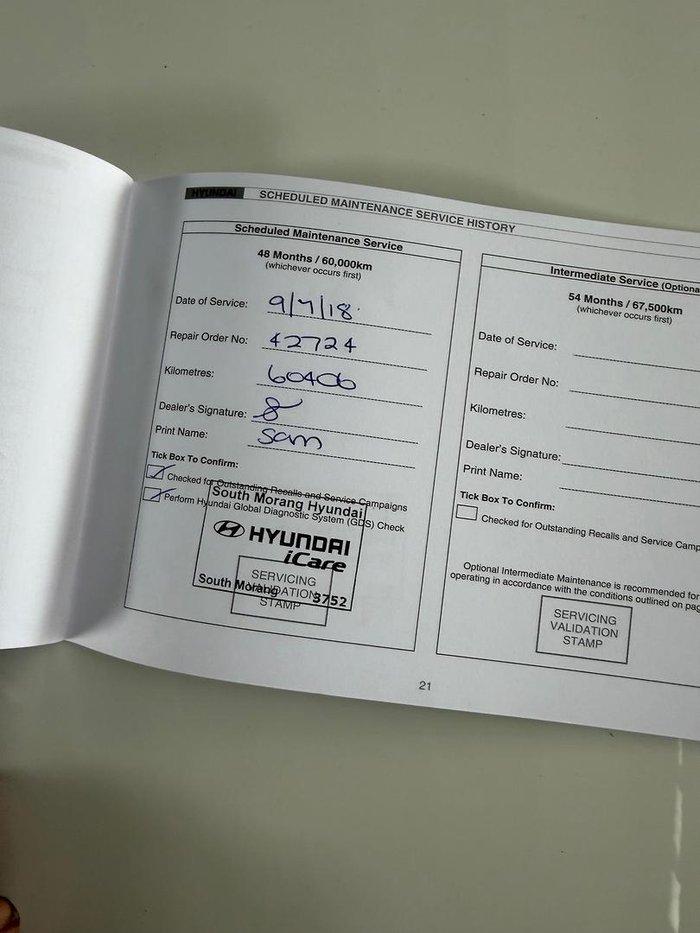 HYUNDAI SCHEDULED MAINTENANCE SERVICE HISTORY
Scheduled Maintenance Service
48 Months / 60,000km
(whichever occurs first)
Date of Service: 9/7/18
Repair Order No: 42724
Kilometres: 60406
Dealer's Signature:
Print Name: Sam
Tick Box To Confirm:
Checked for Outstanding Recalls and Service Campaigns
Perform Hyundai Global Diagnostic System (GDS) Check
South Morang Hyundai
HYUNDAI
iCare
South Morang 3752
SERVICING
VALIDATION
STAMP
Intermediate Service (Optiona
54 Months / 67,500km
(whichever occurs first)
Date of Service:
Repair Order No:
Kilometres:
Dealer's Signature:
Print Name:
Tick Box To Confirm:
Checked for Outstanding Recalls and Service Camp
Optional Intermediate Maintenance is recommended for
operating in accordance with the conditions outlined on pag
SERVICING
VALIDATION
STAMP
21